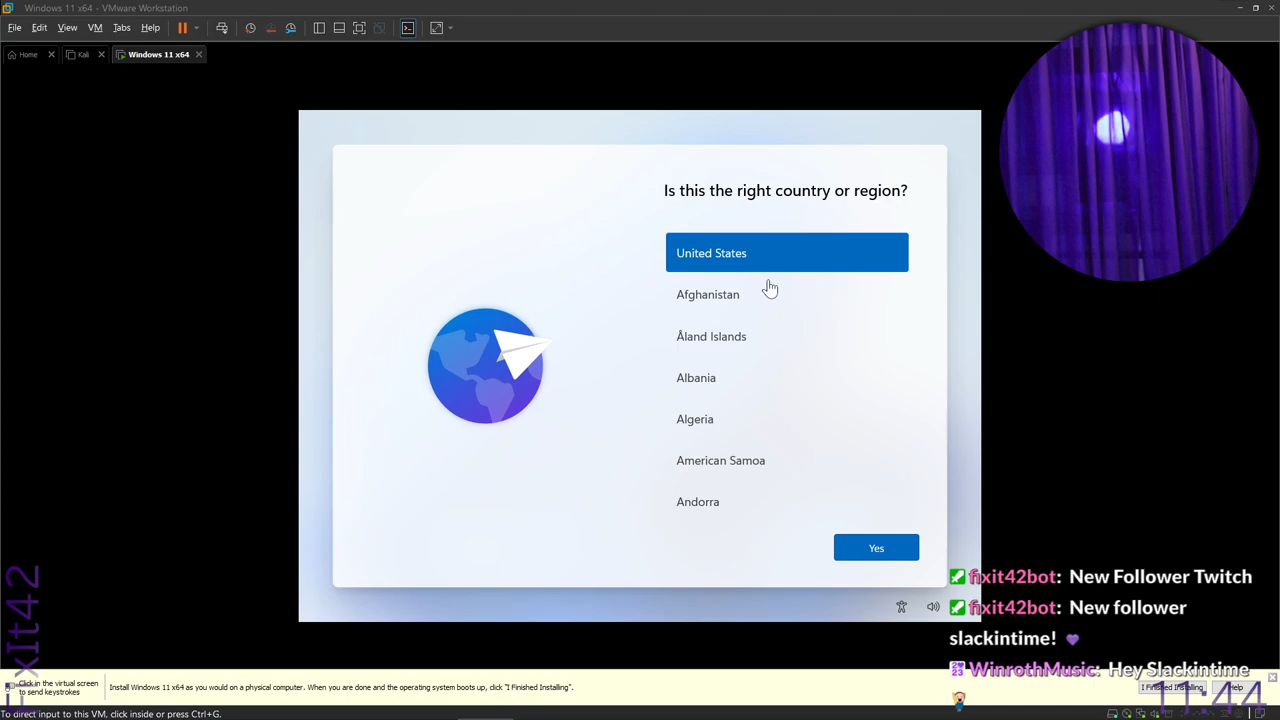 Windows 11 x64 - VMware Workstation
File Edit View VM Tabs Help
Home Kali Windows 11 x64
Is this the right country or region?
United States
Afghanistan
Åland Islands
Albania
Algeria
American Samoa
Andorra
Yes
fixit42bot: New Follower Twitch
fixit42bot: New follower
slackintime!
WinrothMusic: Hey Slackintime
FixIt42
Click in the virtual screen
to send keystrokes
Install Windows 11 x64 as you would on a physical computer. When you are done and the operating system boots up, click "I Finished Installing".
I Finished Installing
Help
11:44
To direct input to this VM, click inside or press Ctrl+G.